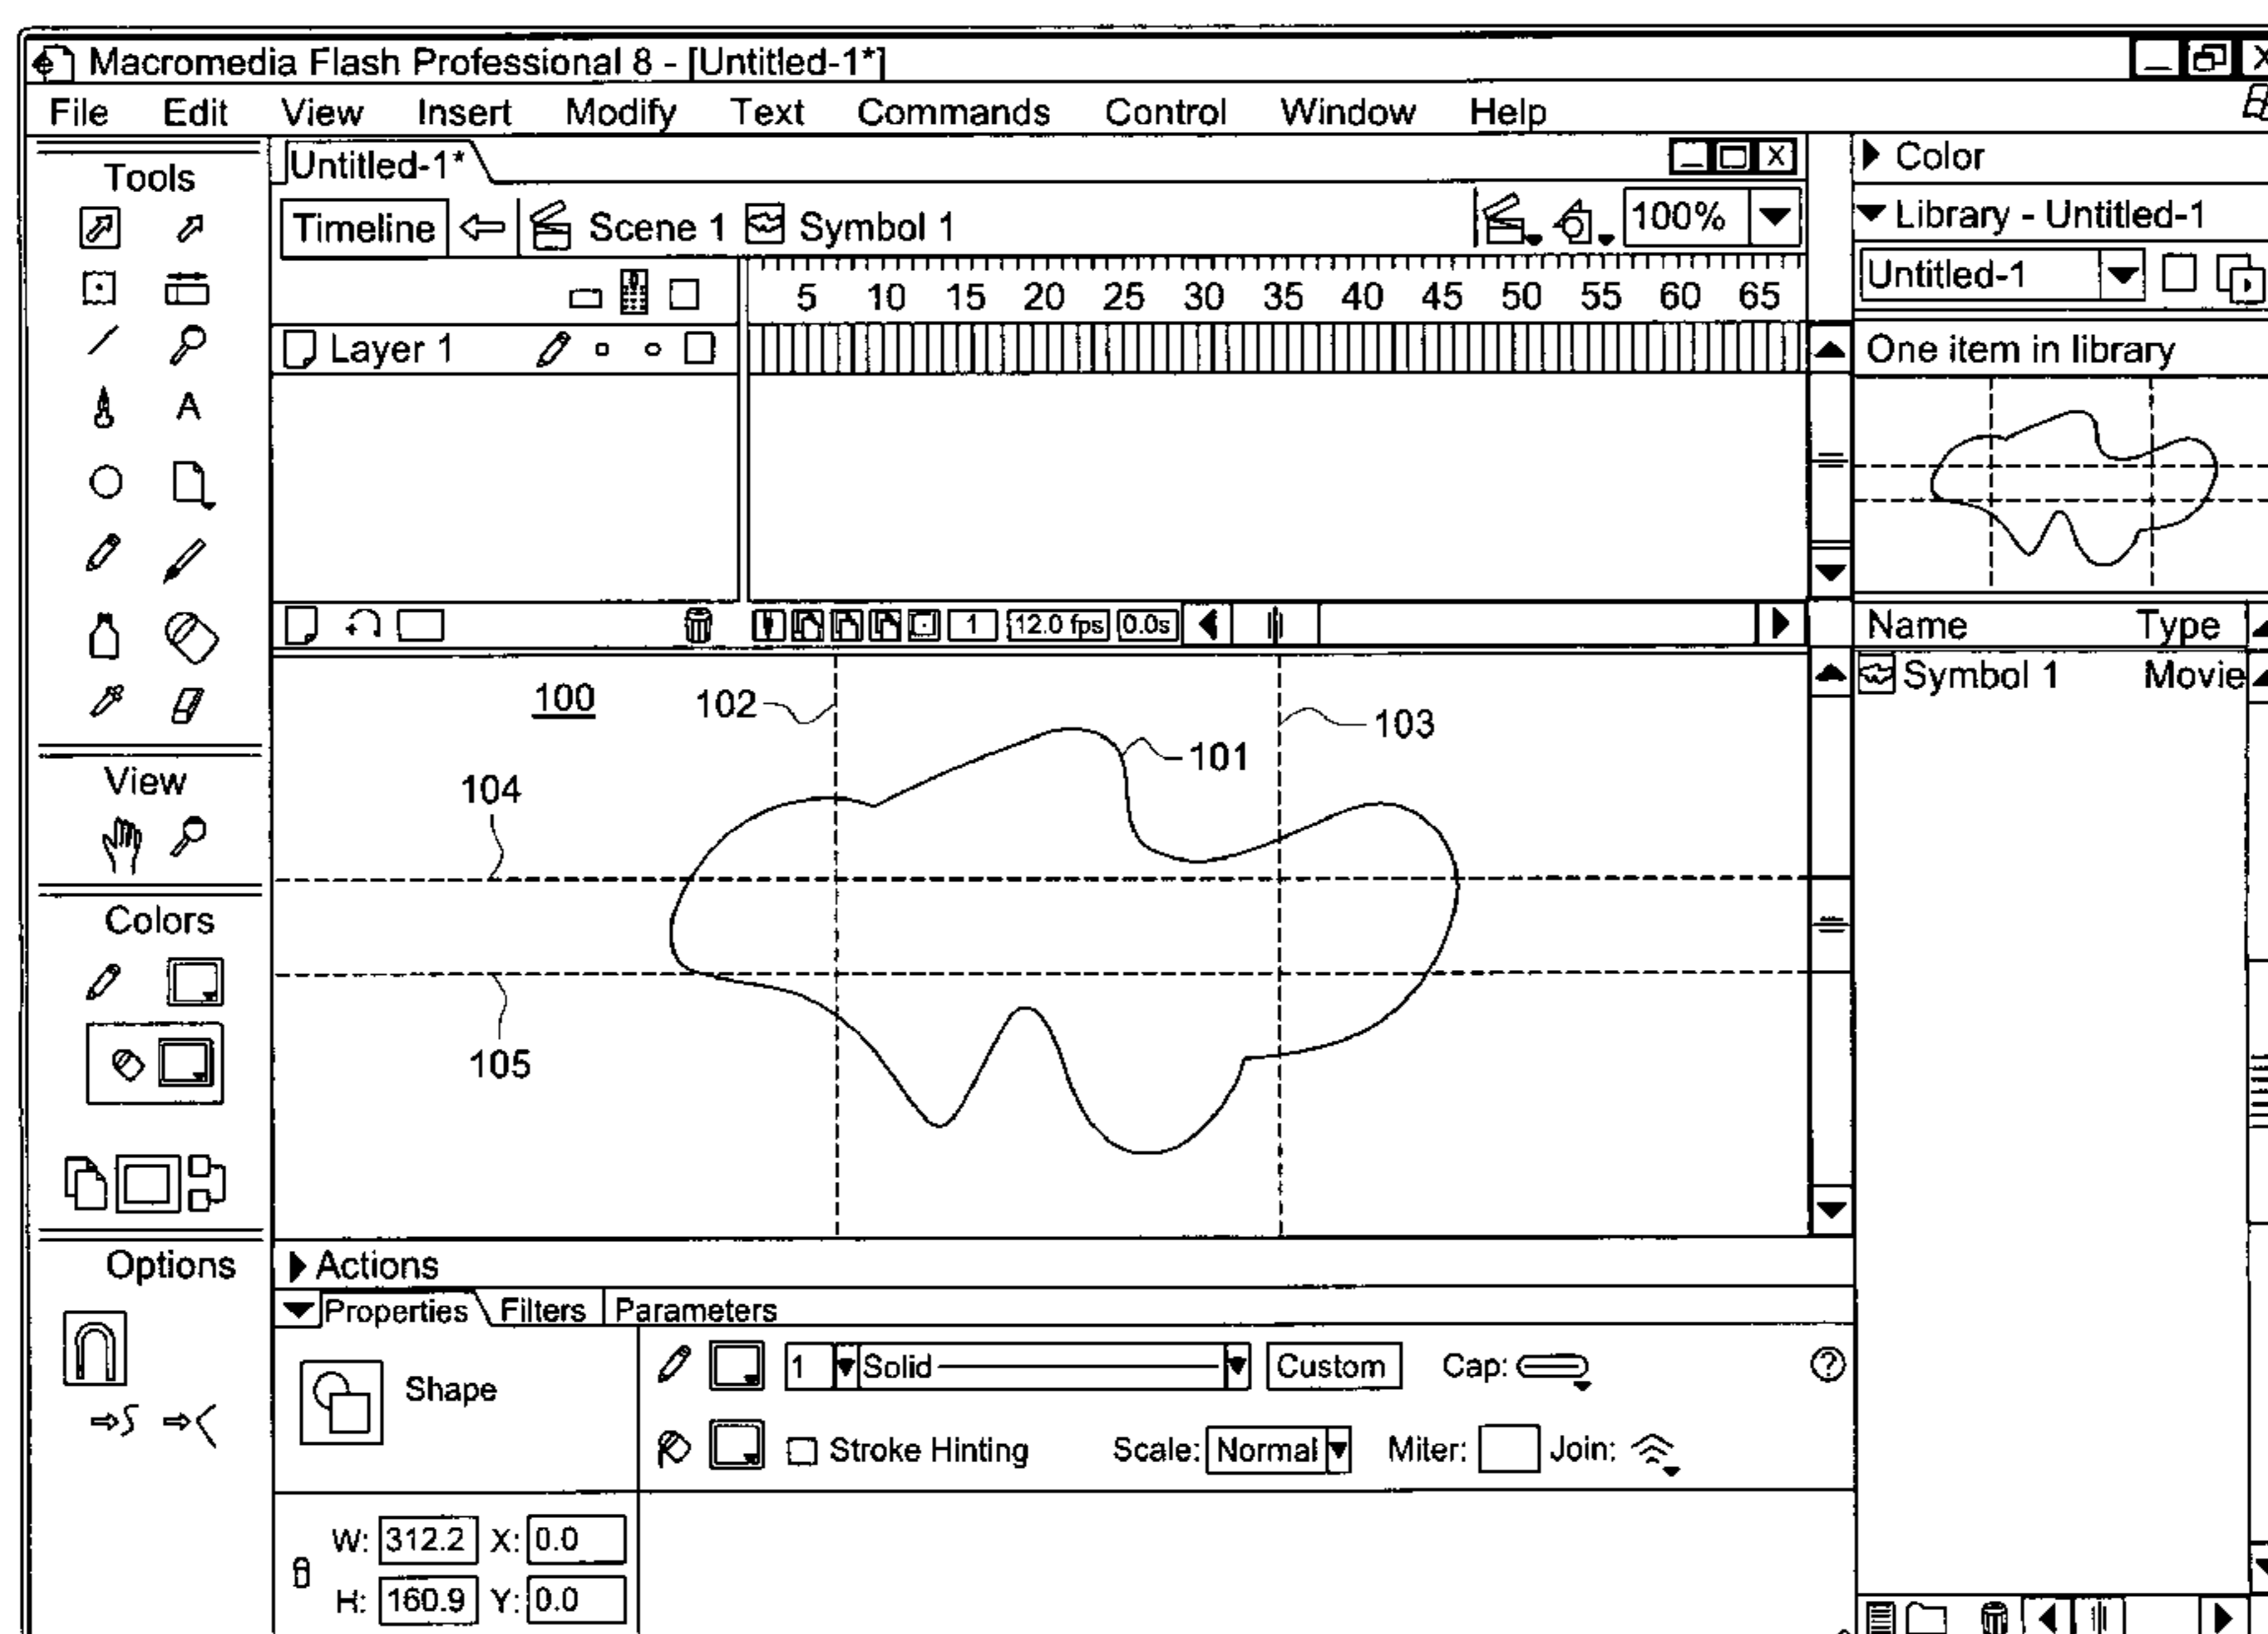 Macromedia Flash Professional 8 - [Untitled-1*]
File Edit View Insert Modify Text Commands Control Window Help
Tools
Untitled-1*
Timeline Scene 1 Symbol 1 100%
5 10 15 20 25 30 35 40 45 50 55 60 65
Layer 1
A
1 12.0 fps 0.0s
100
102
103
101
104
105
View
Colors
Options
Color
Library - Untitled-1
Untitled-1
One item in library
Name Type
Symbol 1 Movie
Actions
Properties Filters Parameters
Shape
1 Solid Custom Cap: ?
Stroke Hinting Scale: Normal Miter: Join:
W: 312.2 X: 0.0
H: 160.9 Y: 0.0